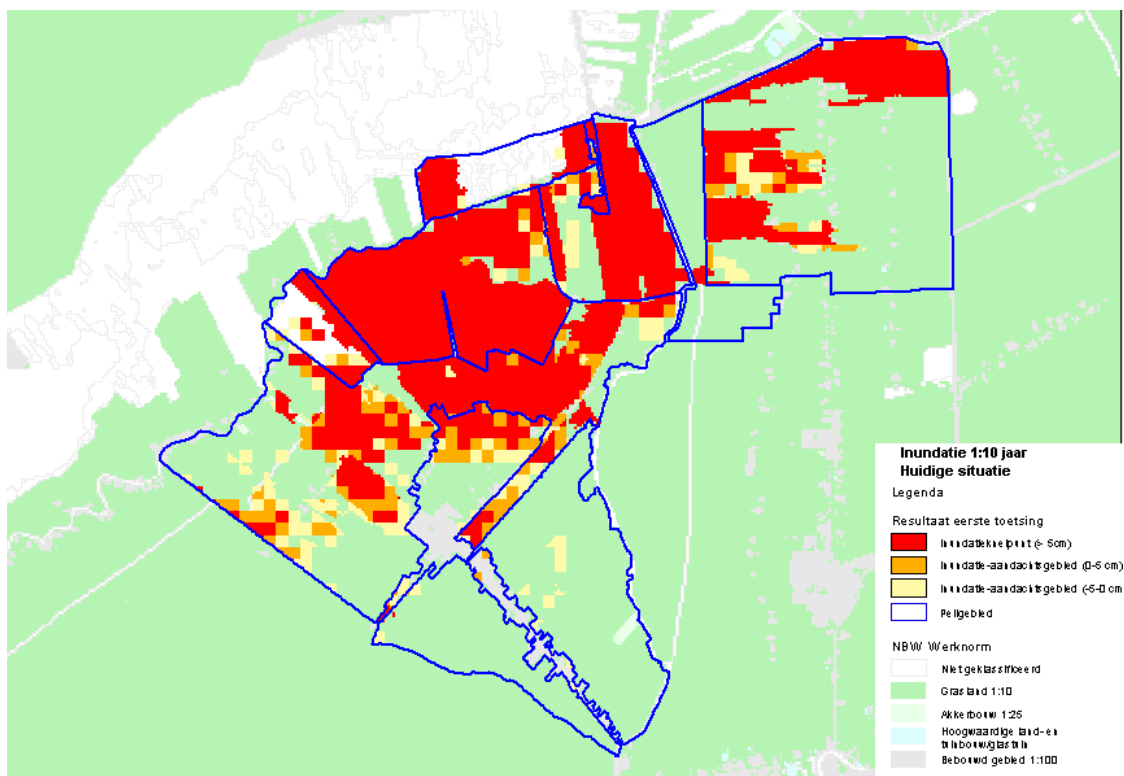 Inundatie 1:10 jaar
Huidige situatie
Legenda
Resultaat eerste toetsing
Inundatieknelpunt (> 5cm)
Inundatie-aandachtsgebied (0-5 cm)
Inundatie-aandachtsgebied (-5-0 cm
Peilgebied
NBW Werknorm
Niet geklassificeerd
Grasland 1:10
Akkerbouw 1:25
Hoogwaardige land- en
tuinbouw/glastuin
Bebouwd gebied 1:100